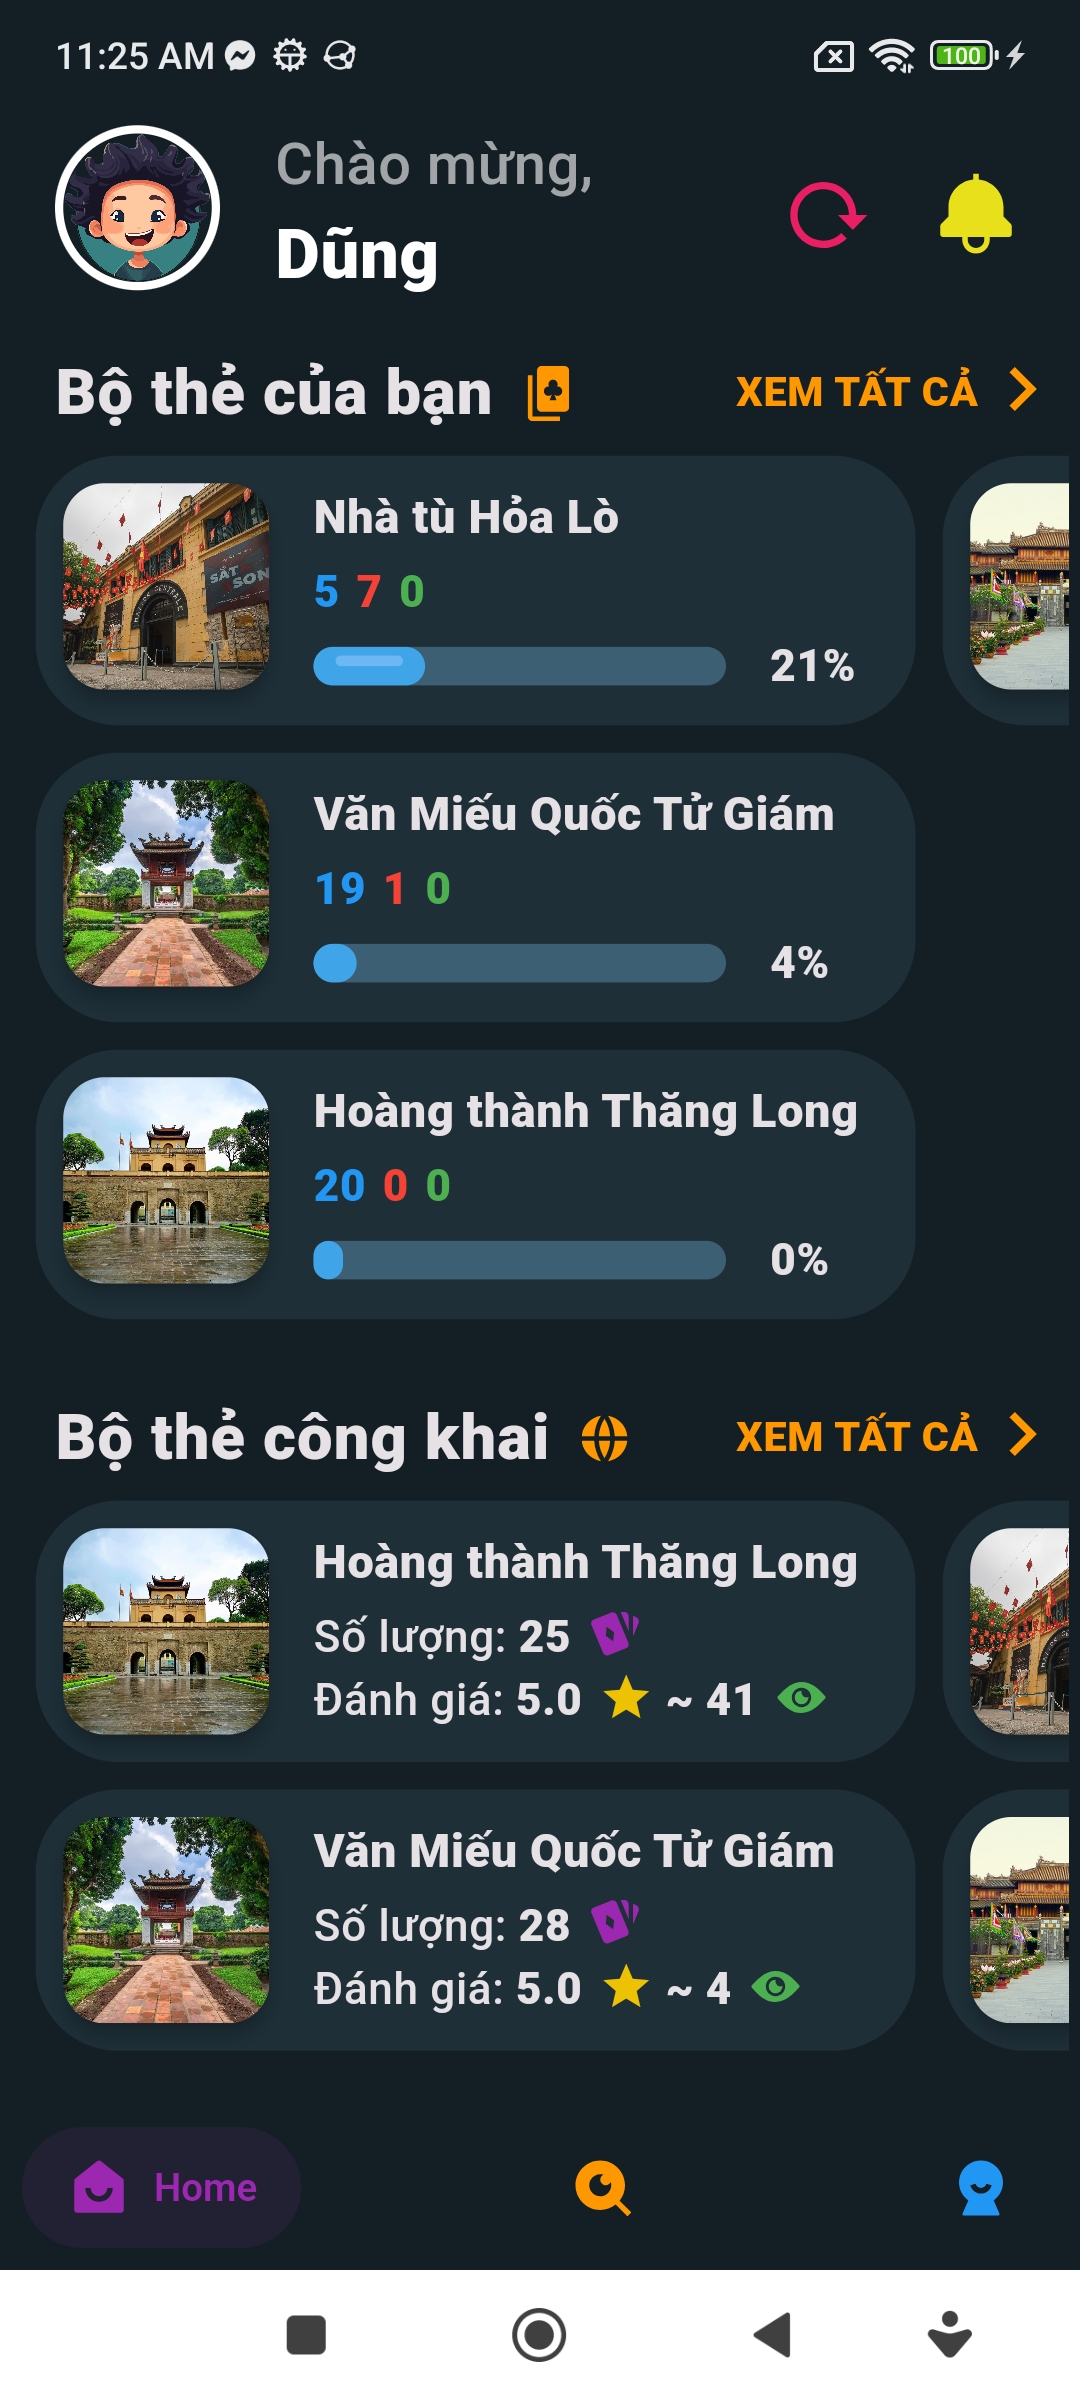 11:25 AM
100
Chào mừng,
Dũng
Bộ thẻ của bạn
XEM TẤT CẢ
Nhà tù Hỏa Lò
5 7 0
21%
Văn Miếu Quốc Tử Giám
19 1 0
4%
Hoàng thành Thăng Long
20 0 0
0%
Bộ thẻ công khai
XEM TẤT CẢ
Hoàng thành Thăng Long
Số lượng: 25
Đánh giá: 5.0 ~ 41
Văn Miếu Quốc Tử Giám
Số lượng: 28
Đánh giá: 5.0 ~ 4
Home